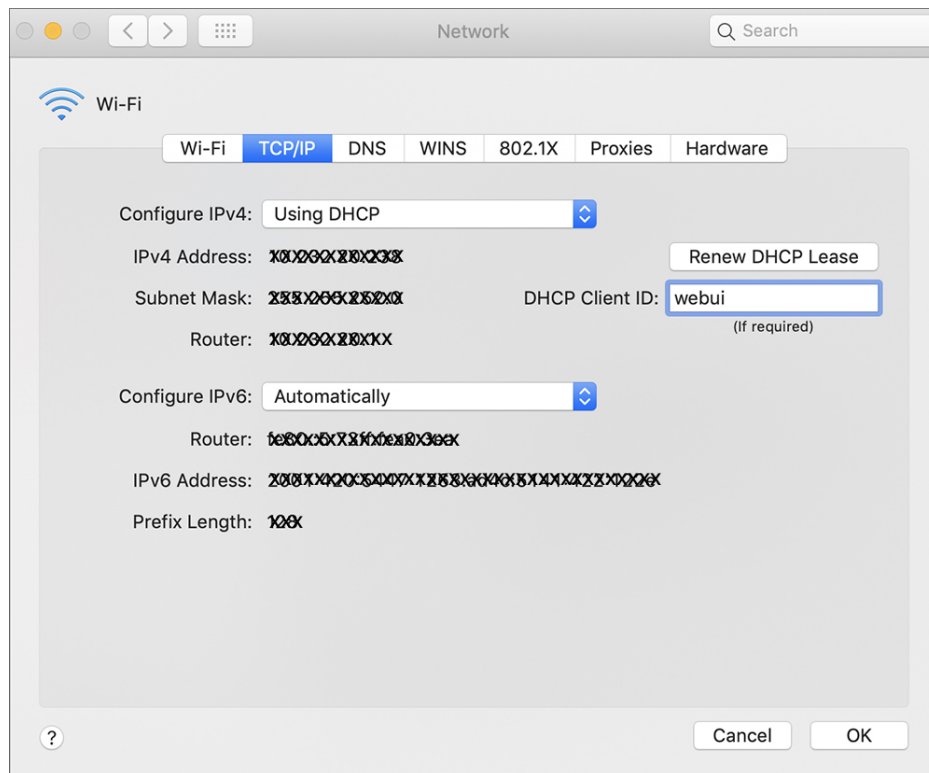 Network
Search
Wi-Fi
Wi-Fi TCP/IP DNS WINS 802.1X Proxies Hardware
Configure IPv4: Using DHCP
IPv4 Address:
Renew DHCP Lease
Subnet Mask:
DHCP Client ID: webui
(If required)
Router:
Configure IPv6: Automatically
Router:
IPv6 Address:
Prefix Length:
?
Cancel OK